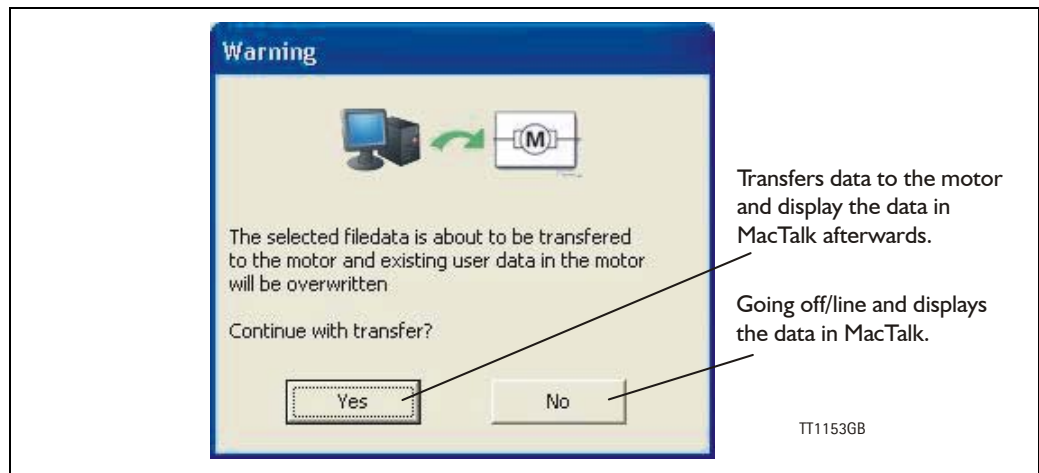 Warning
M
The selected filedata is about to be transfered
to the motor and existing user data in the motor
will be overwritten
Continue with transfer?
Yes
No
Transfers data to the motor
and display the data in
MacTalk afterwards.
Going off/line and displays
the data in MacTalk.
TT1153GB